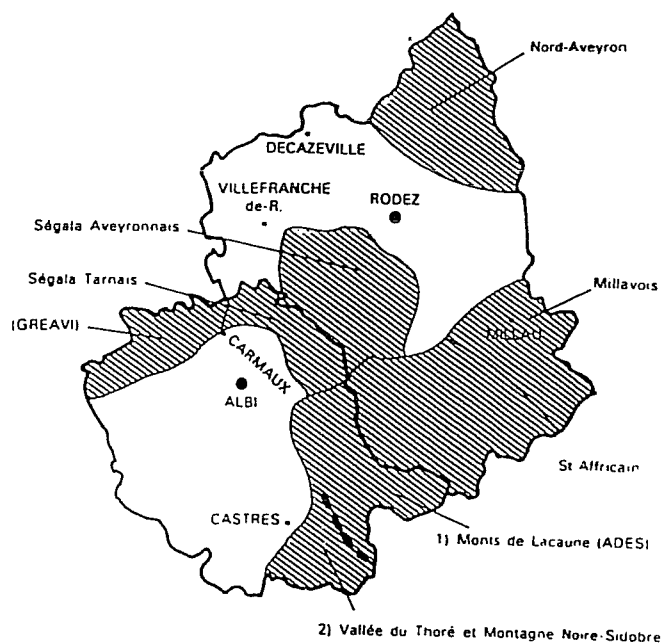 Nord-Aveyron
DECAZEVILLE
VILLEFRANCHE
de-R.
RODEZ
Ségala Aveyronnais
Ségala Tarnais
Millavois
(GREAVI)
MILLAU
CARMAUX
ALBI
St Affricain
CASTRES
1) Monts de Lacaune (ADES)
2) Vallée du Thoré et Montagne Noire-Sidobre